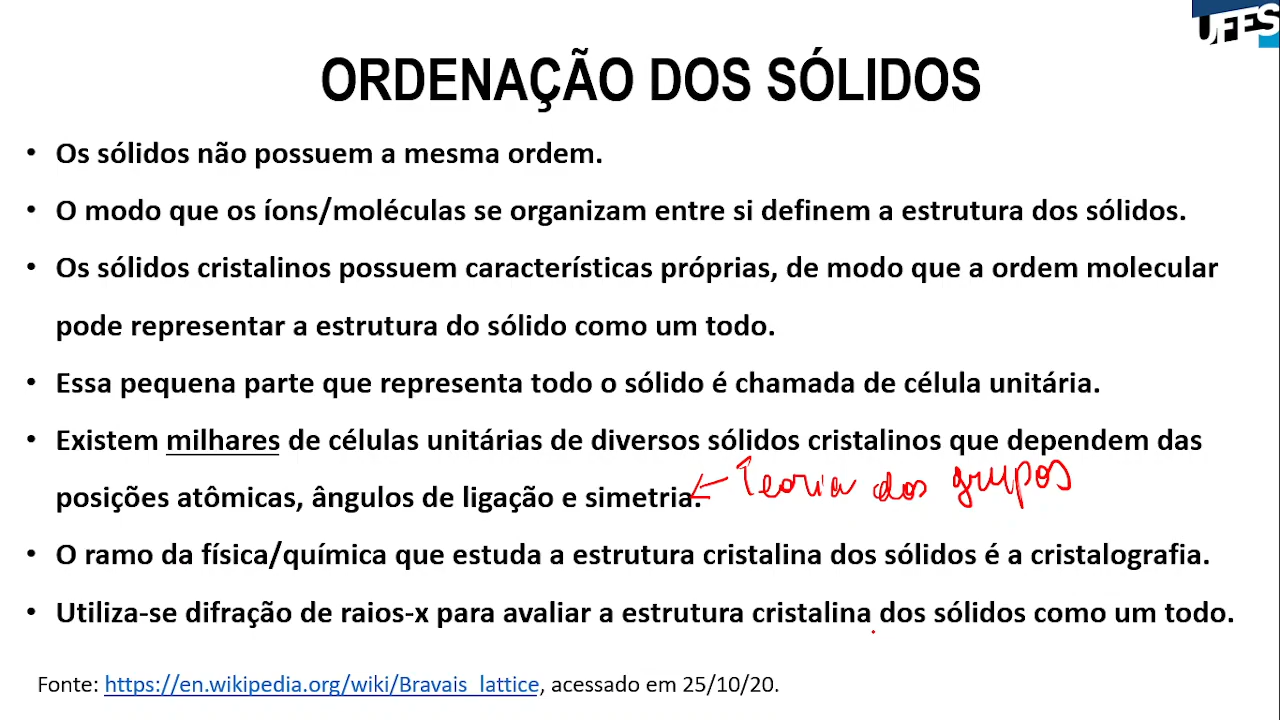 UFES
ORDENAÇÃO DOS SÓLIDOS
• Os sólidos não possuem a mesma ordem.
• O modo que os íons/moléculas se organizam entre si definem a estrutura dos sólidos.
• Os sólidos cristalinos possuem características próprias, de modo que a ordem molecular
pode representar a estrutura do sólido como um todo.
• Essa pequena parte que representa todo o sólido é chamada de célula unitária.
• Existem milhares de células unitárias de diversos sólidos cristalinos que dependem das
posições atômicas, ângulos de ligação e simetria. ← Teoria dos grupos
• O ramo da física/química que estuda a estrutura cristalina dos sólidos é a cristalografia.
• Utiliza-se difração de raios-x para avaliar a estrutura cristalina dos sólidos como um todo.
Fonte: https://en.wikipedia.org/wiki/Bravais_lattice, acessado em 25/10/20.